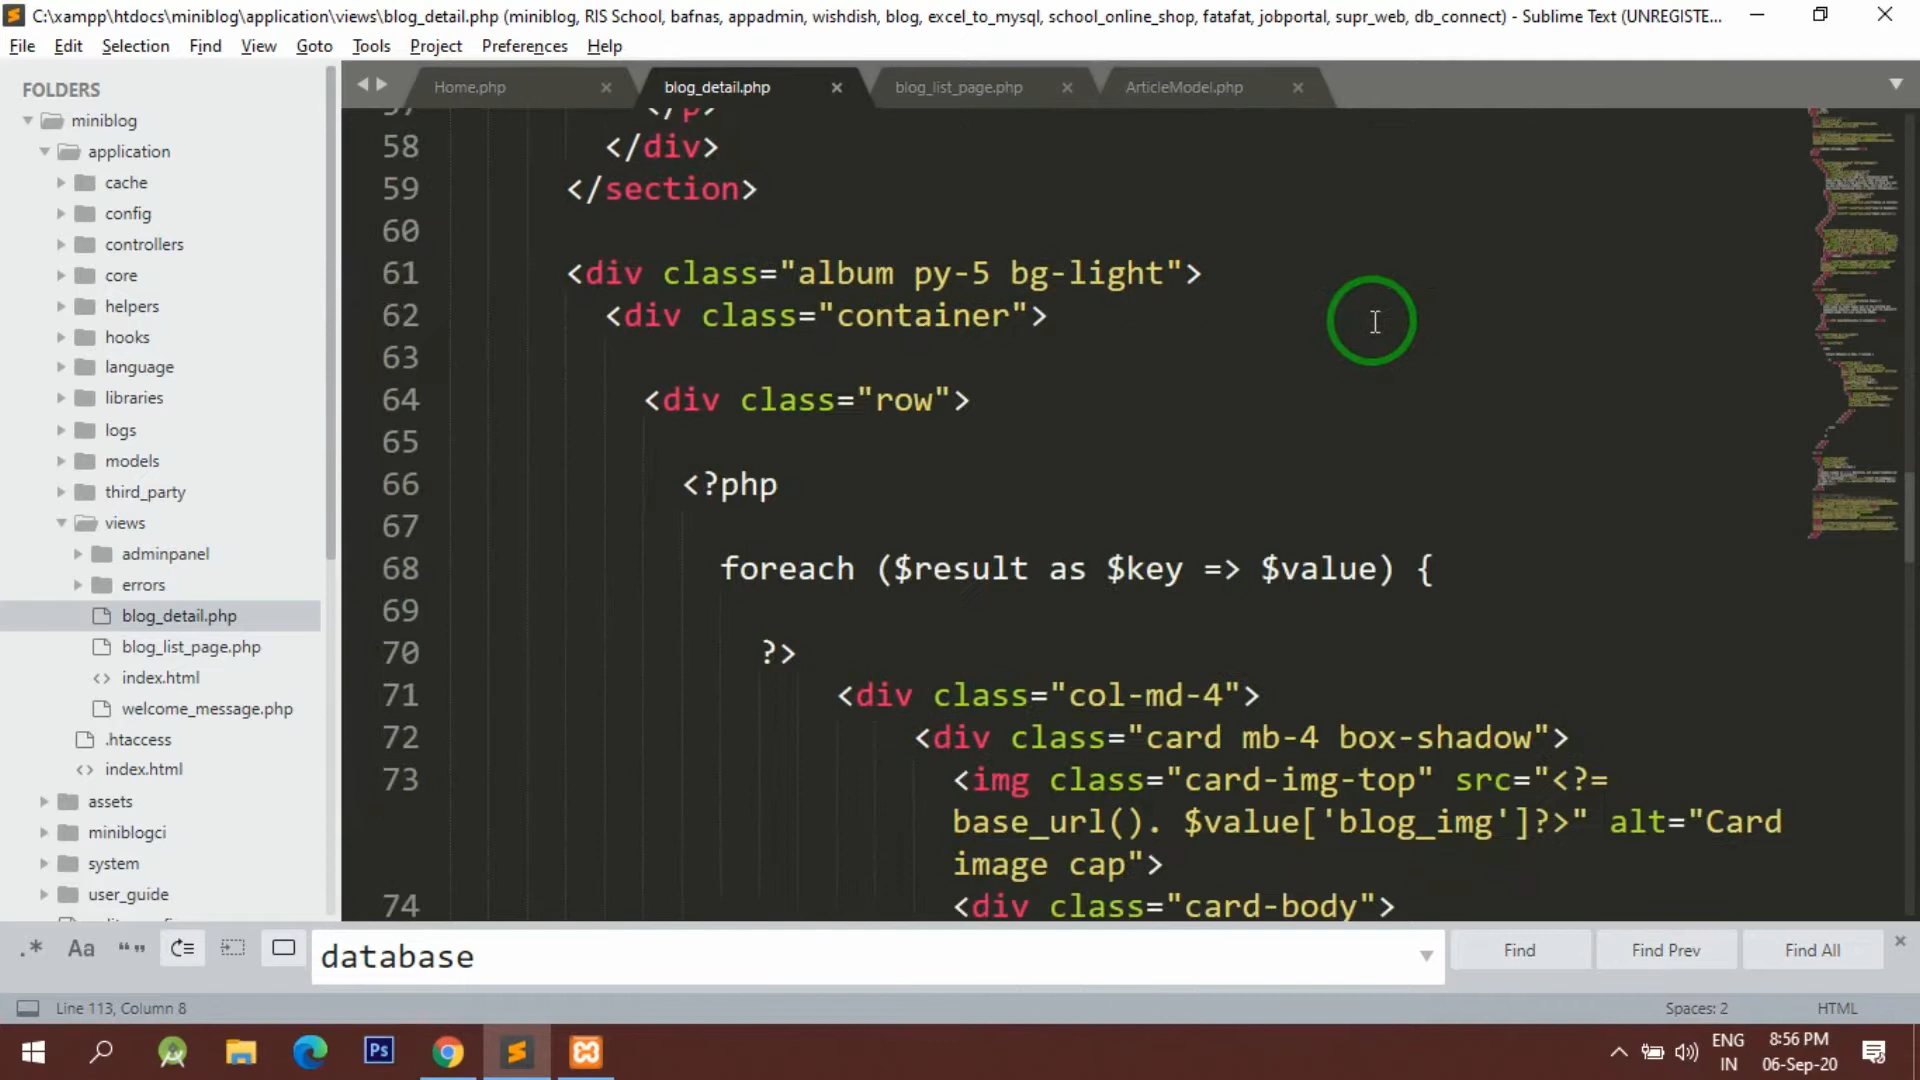 C:\xampp\htdocs\miniblog\application\views\blog_detail.php (miniblog, RIS School, bafnas, appadmin, wishdish, blog, excel_to_mysql, school_online_shop, fatafat, jobportal, supr_web, db_connect) - Sublime Text (UNREGISTE...
File Edit Selection Find View Goto Tools Project Preferences Help
FOLDERS
miniblog
application
cache
config
controllers
core
helpers
hooks
language
libraries
logs
models
third_party
views
adminpanel
errors
blog_detail.php
blog_list_page.php
index.html
welcome_message.php
.htaccess
index.html
assets
miniblogci
system
user_guide
Home.php
blog_detail.php
blog_list_page.php
ArticleModel.php
57 </p>
58 </div>
59 </section>
60
61 <div class="album py-5 bg-light">
62 <div class="container">
63
64 <div class="row">
65
66 <?php
67
68 foreach ($result as $key => $value) {
69
70 ?>
71 <div class="col-md-4">
72 <div class="card mb-4 box-shadow">
73 <img class="card-img-top" src="<?=
base_url(). $value['blog_img']?>" alt="Card
image cap">
74 <div class="card-body">
.* Aa “” database Find Find Prev Find All
Line 113, Column 8 Spaces: 2 HTML
Ps
ENG
IN
8:56 PM
06-Sep-20